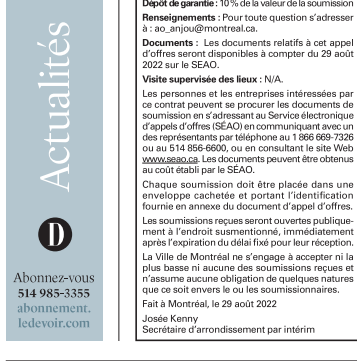 Actualités
D
Abonnez-vous
514 985-3355
abonnement.
ledevoir.com
Dépôt de garantie : 10 % de la valeur de la soumission
Renseignements : Pour toute question s'adresser
à : ao_anjou@montreal.ca.
Documents : Les documents relatifs à cet appel
d'offres seront disponibles à compter du 29 août
2022 sur le SEAO.
Visite supervisée des lieux : N/A.
Les personnes et les entreprises intéressées par
ce contrat peuvent se procurer les documents de
soumission en s'adressant au Service électronique
d'appels d'offres (SÉAO) en communiquant avec un
des représentants par téléphone au 1 866 669-7326
ou au 514 856-6600, ou en consultant le site Web
www.seao.ca. Les documents peuvent être obtenus
au coût établi par le SÉAO.
Chaque soumission doit être placée dans une
enveloppe cachetée et portant l'identification
fournie en annexe du document d'appel d'offres.
Les soumissions reçues seront ouvertes publique-
ment à l'endroit susmentionné, immédiatement
après l'expiration du délai fixé pour leur réception.
La Ville de Montréal ne s'engage à accepter ni la
plus basse ni aucune des soumissions reçues et
n'assume aucune obligation de quelques natures
que ce soit envers le ou les soumissionnaires.
Fait à Montréal, le 29 août 2022
Josée Kenny
Secrétaire d'arrondissement par intérim